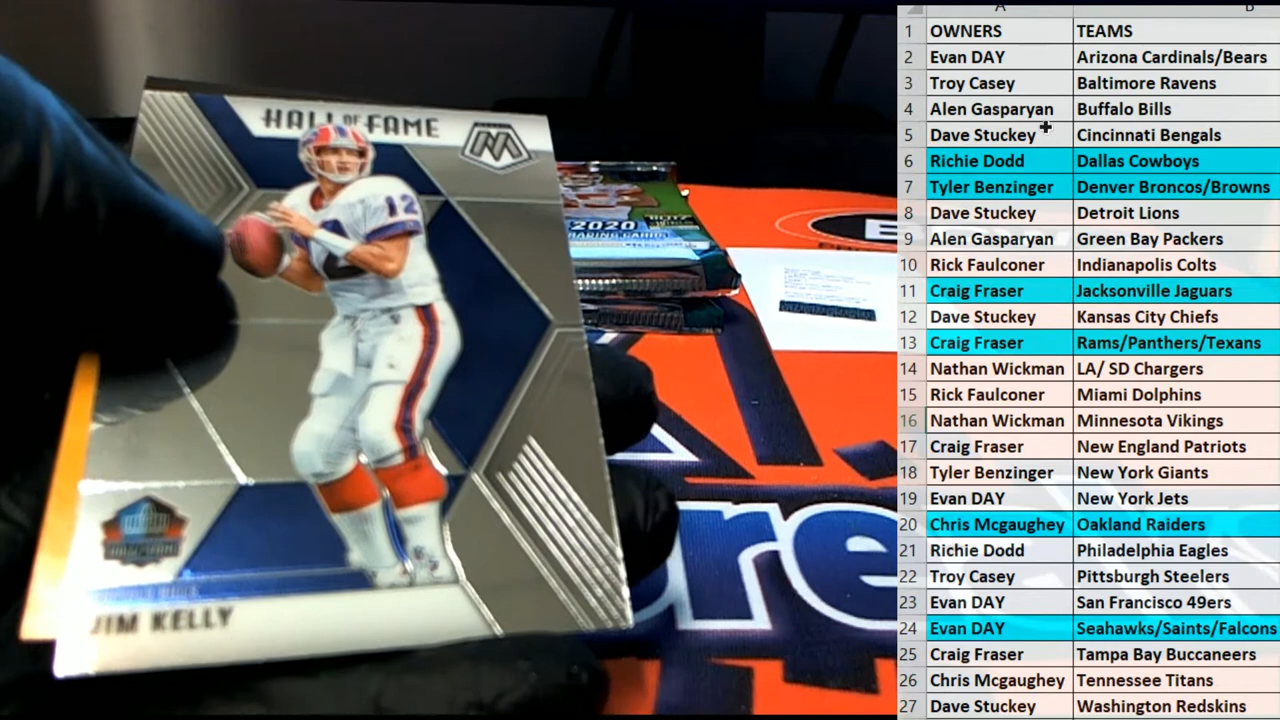 HALL OF FAME
M
12
JIM KELLY
2020
BLITZ
TRADING CARDS
re
A B
1 OWNERS TEAMS
2 Evan DAY Arizona Cardinals/Bears
3 Troy Casey Baltimore Ravens
4 Alen Gasparyan Buffalo Bills
5 Dave Stuckey Cincinnati Bengals
6 Richie Dodd Dallas Cowboys
7 Tyler Benzinger Denver Broncos/Browns
8 Dave Stuckey Detroit Lions
9 Alen Gasparyan Green Bay Packers
10 Rick Faulconer Indianapolis Colts
11 Craig Fraser Jacksonville Jaguars
12 Dave Stuckey Kansas City Chiefs
13 Craig Fraser Rams/Panthers/Texans
14 Nathan Wickman LA/ SD Chargers
15 Rick Faulconer Miami Dolphins
16 Nathan Wickman Minnesota Vikings
17 Craig Fraser New England Patriots
18 Tyler Benzinger New York Giants
19 Evan DAY New York Jets
20 Chris Mcgaughey Oakland Raiders
21 Richie Dodd Philadelphia Eagles
22 Troy Casey Pittsburgh Steelers
23 Evan DAY San Francisco 49ers
24 Evan DAY Seahawks/Saints/Falcons
25 Craig Fraser Tampa Bay Buccaneers
26 Chris Mcgaughey Tennessee Titans
27 Dave Stuckey Washington Redskins